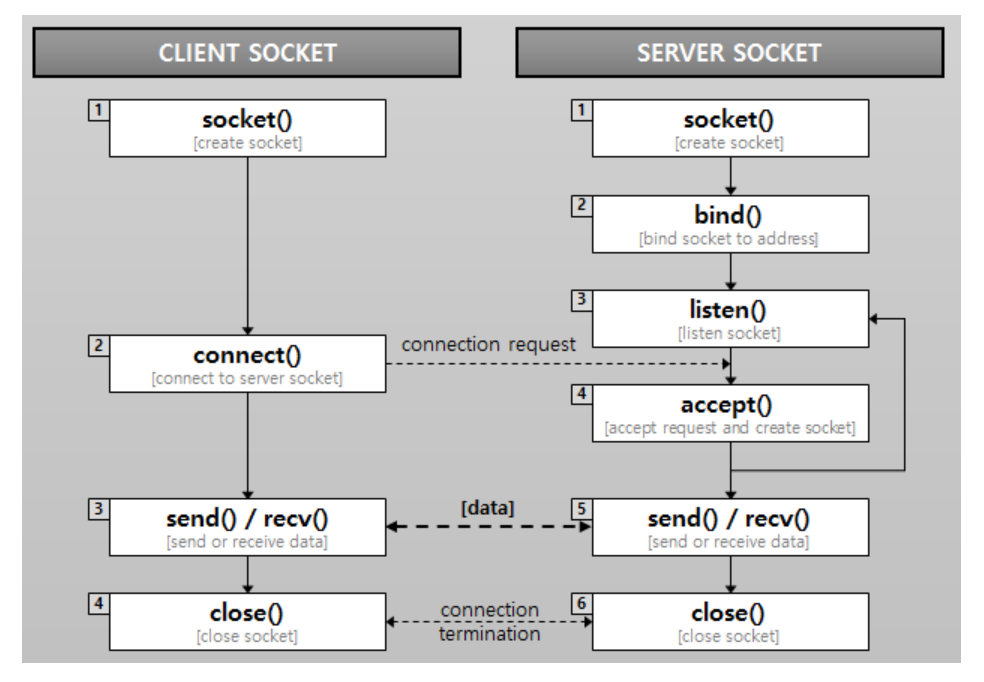 CLIENT SOCKET
SERVER SOCKET
1
socket()
[create socket]
1
socket()
[create socket]
2
bind()
[bind socket to address]
3
listen()
[listen socket]
2
connect()
[connect to server socket]
connection request
4
accept()
[accept request and create socket]
3
send() / recv()
[send or receive data]
[data]
5
send() / recv()
[send or receive data]
4
close()
[close socket]
connection
termination
6
close()
[close socket]